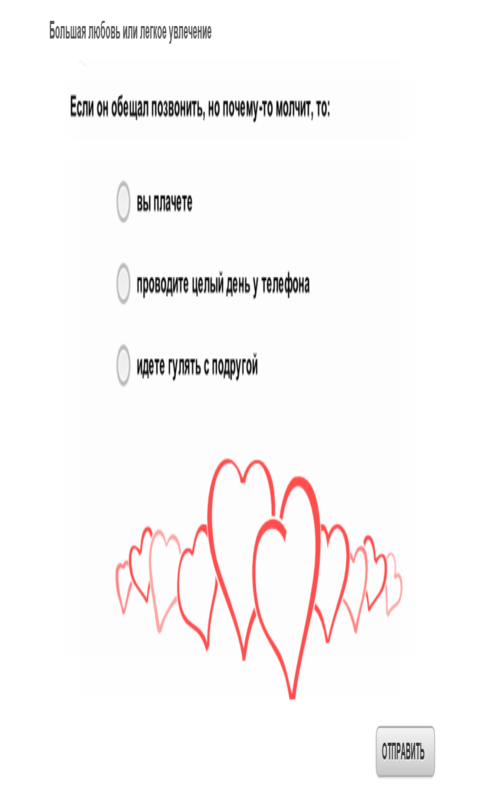 Большая любовь или легкое увлечение
Если он обещал позвонить, но почему-то молчит, то:
вы плачете
проводите целый день у телефона
идете гулять с подругой
ОТПРАВИТЬ